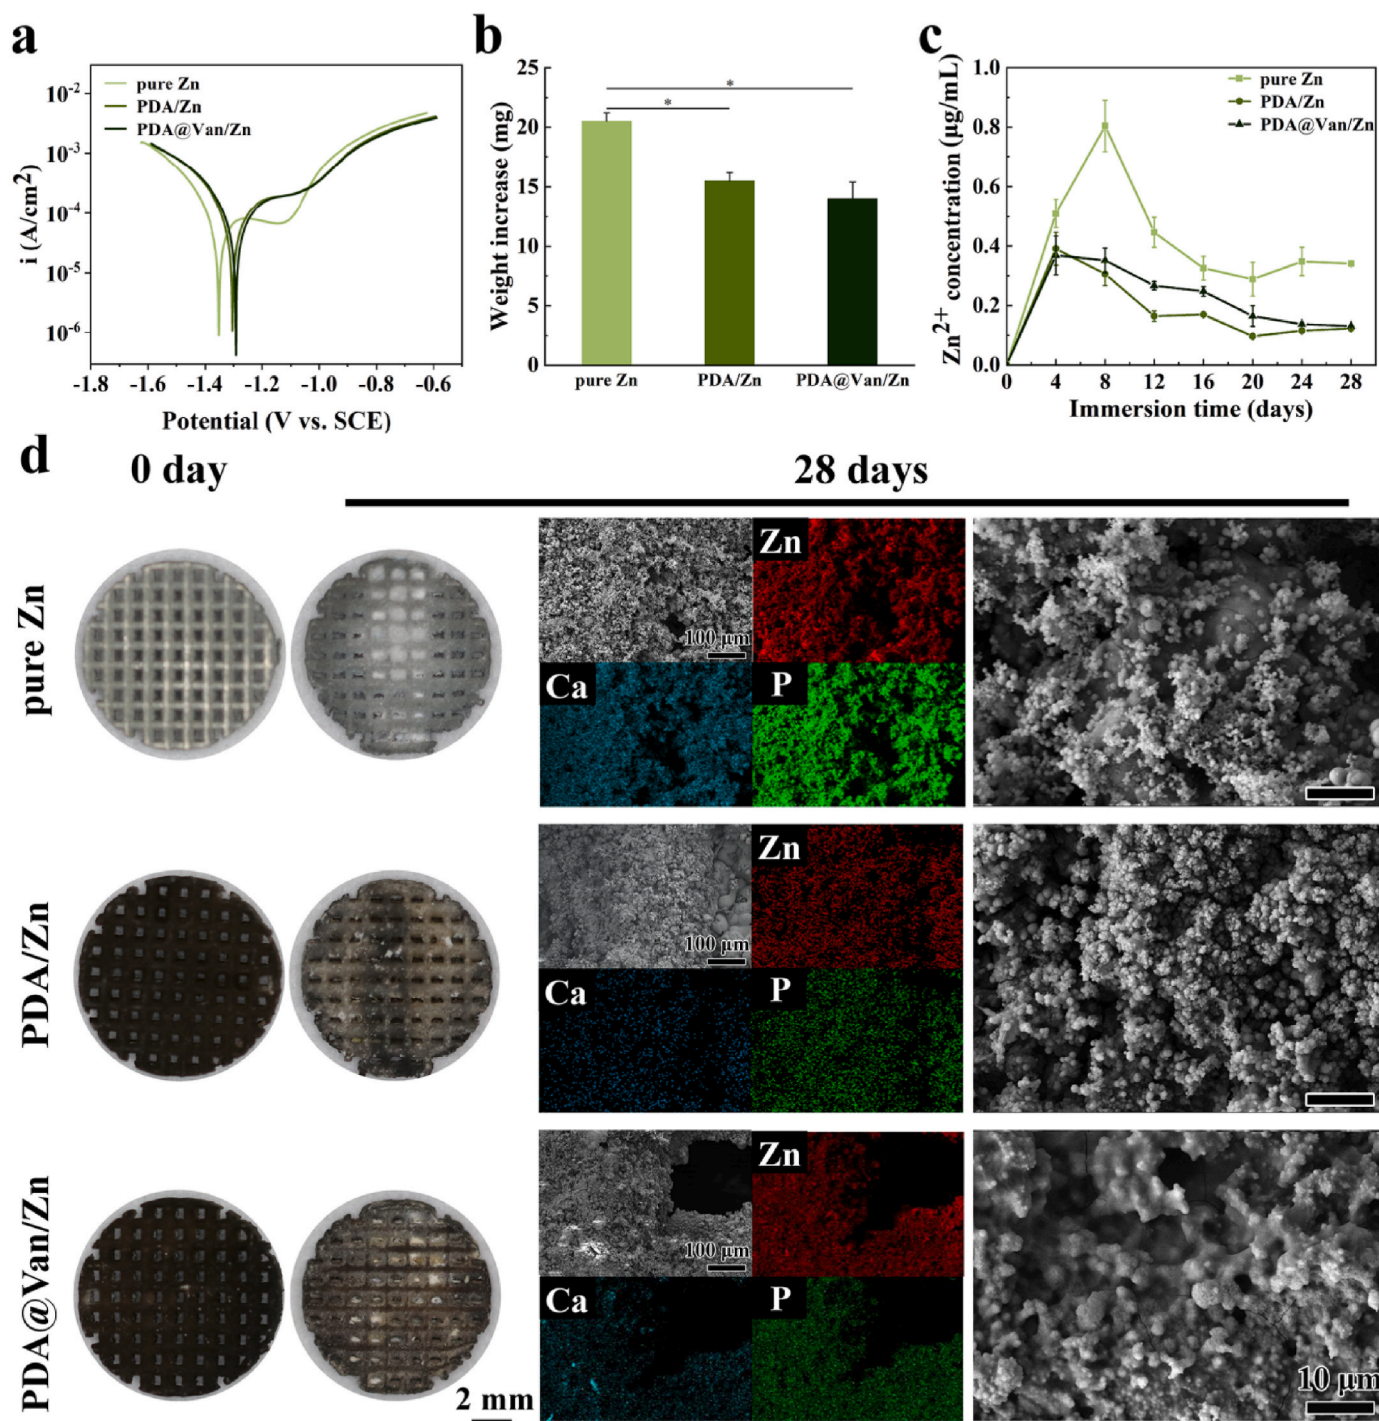 a
pure Zn
PDA/Zn
PDA@Van/Zn
10-2
10-3
10-4
10-5
10-6
i (A/cm2)
-1.8 -1.6 -1.4 -1.2 -1.0 -0.8 -0.6
Potential (V vs. SCE)
b
25
20
15
10
5
0
Weight increase (mg)
*
*
pure Zn PDA/Zn PDA@Van/Zn
c
pure Zn
PDA/Zn
PDA@Van/Zn
1.0
0.8
0.6
0.4
0.2
0.0
Zn2+ concentration (µg/mL)
0 4 8 12 16 20 24 28
Immersion time (days)
d
0 day
28 days
pure Zn
Zn
100 µm
Ca
P
PDA/Zn
Zn
100 µm
Ca
P
PDA@Van/Zn
Zn
100 µm
Ca
P
2 mm
10 µm